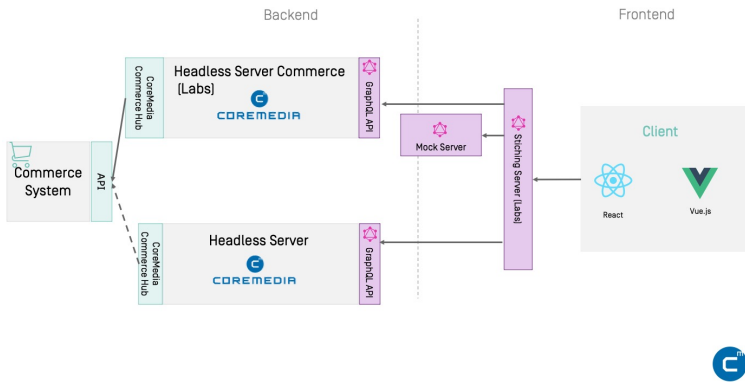 Backend
Frontend
CoreMedia
Commerce Hub
Headless Server Commerce
(Labs)
C
COREMEDIA
GraphQL API
Mock Server
Stiching Server (Labs)
Client
React
Vue.js
Commerce
System
API
CoreMedia
Commerce Hub
Headless Server
C
COREMEDIA
GraphQL API
C m